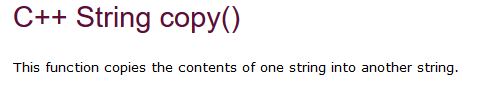 C++ String copy()
This function copies the contents of one string into another string.